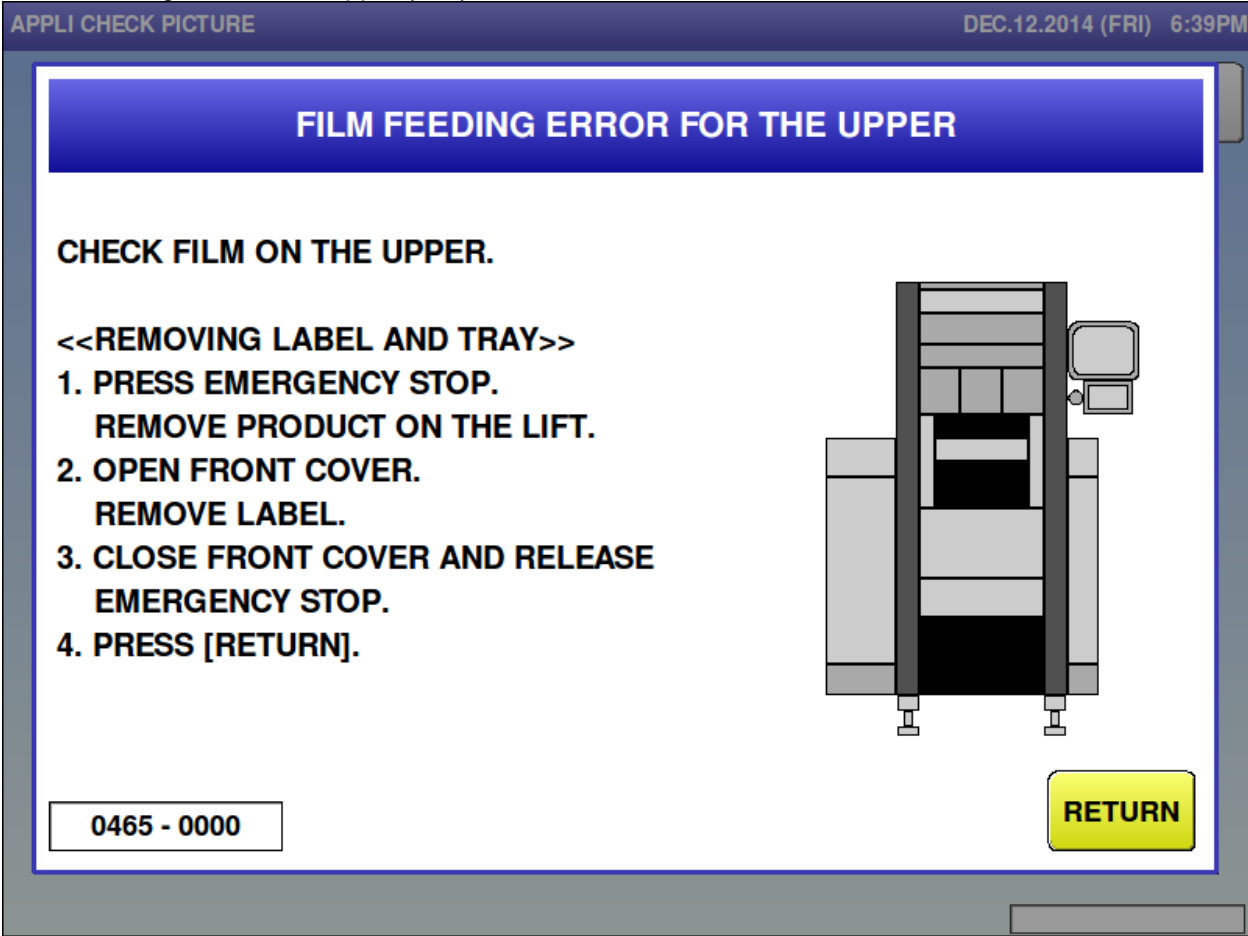 APPLI CHECK PICTURE
DEC.12.2014 (FRI) 6:39PM
FILM FEEDING ERROR FOR THE UPPER
CHECK FILM ON THE UPPER.
<<REMOVING LABEL AND TRAY>>
1. PRESS EMERGENCY STOP.
REMOVE PRODUCT ON THE LIFT.
2. OPEN FRONT COVER.
REMOVE LABEL.
3. CLOSE FRONT COVER AND RELEASE
EMERGENCY STOP.
4. PRESS [RETURN].
0465 - 0000
RETURN